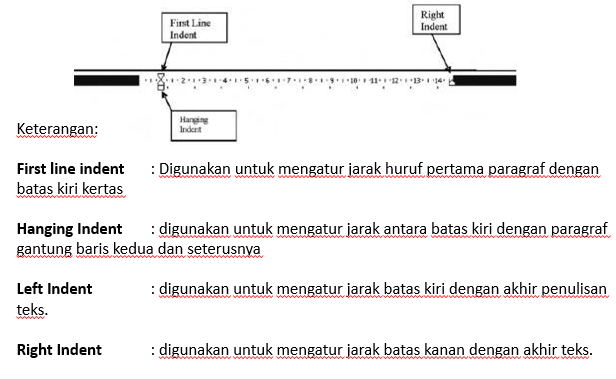 First Line
Indent
Right
Indent
1 2 3 4 5 6 7 8 9 10 11 12 13 14
Hanging
Indent
Keterangan:
First line indent : Digunakan untuk mengatur jarak huruf pertama paragraf dengan
batas kiri kertas
Hanging Indent : digunakan untuk mengatur jarak antara batas kiri dengan paragraf
gantung baris kedua dan seterusnya
Left Indent : digunakan untuk mengatur jarak batas kiri dengan akhir penulisan
teks.
Right Indent : digunakan untuk mengatur jarak batas kanan dengan akhir teks.